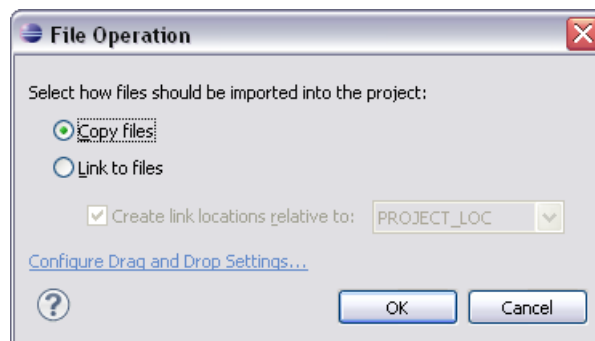 File Operation
Select how files should be imported into the project:
Copy files
Link to files
Create link locations relative to: PROJECT_LOC
Configure Drag and Drop Settings...
? OK Cancel